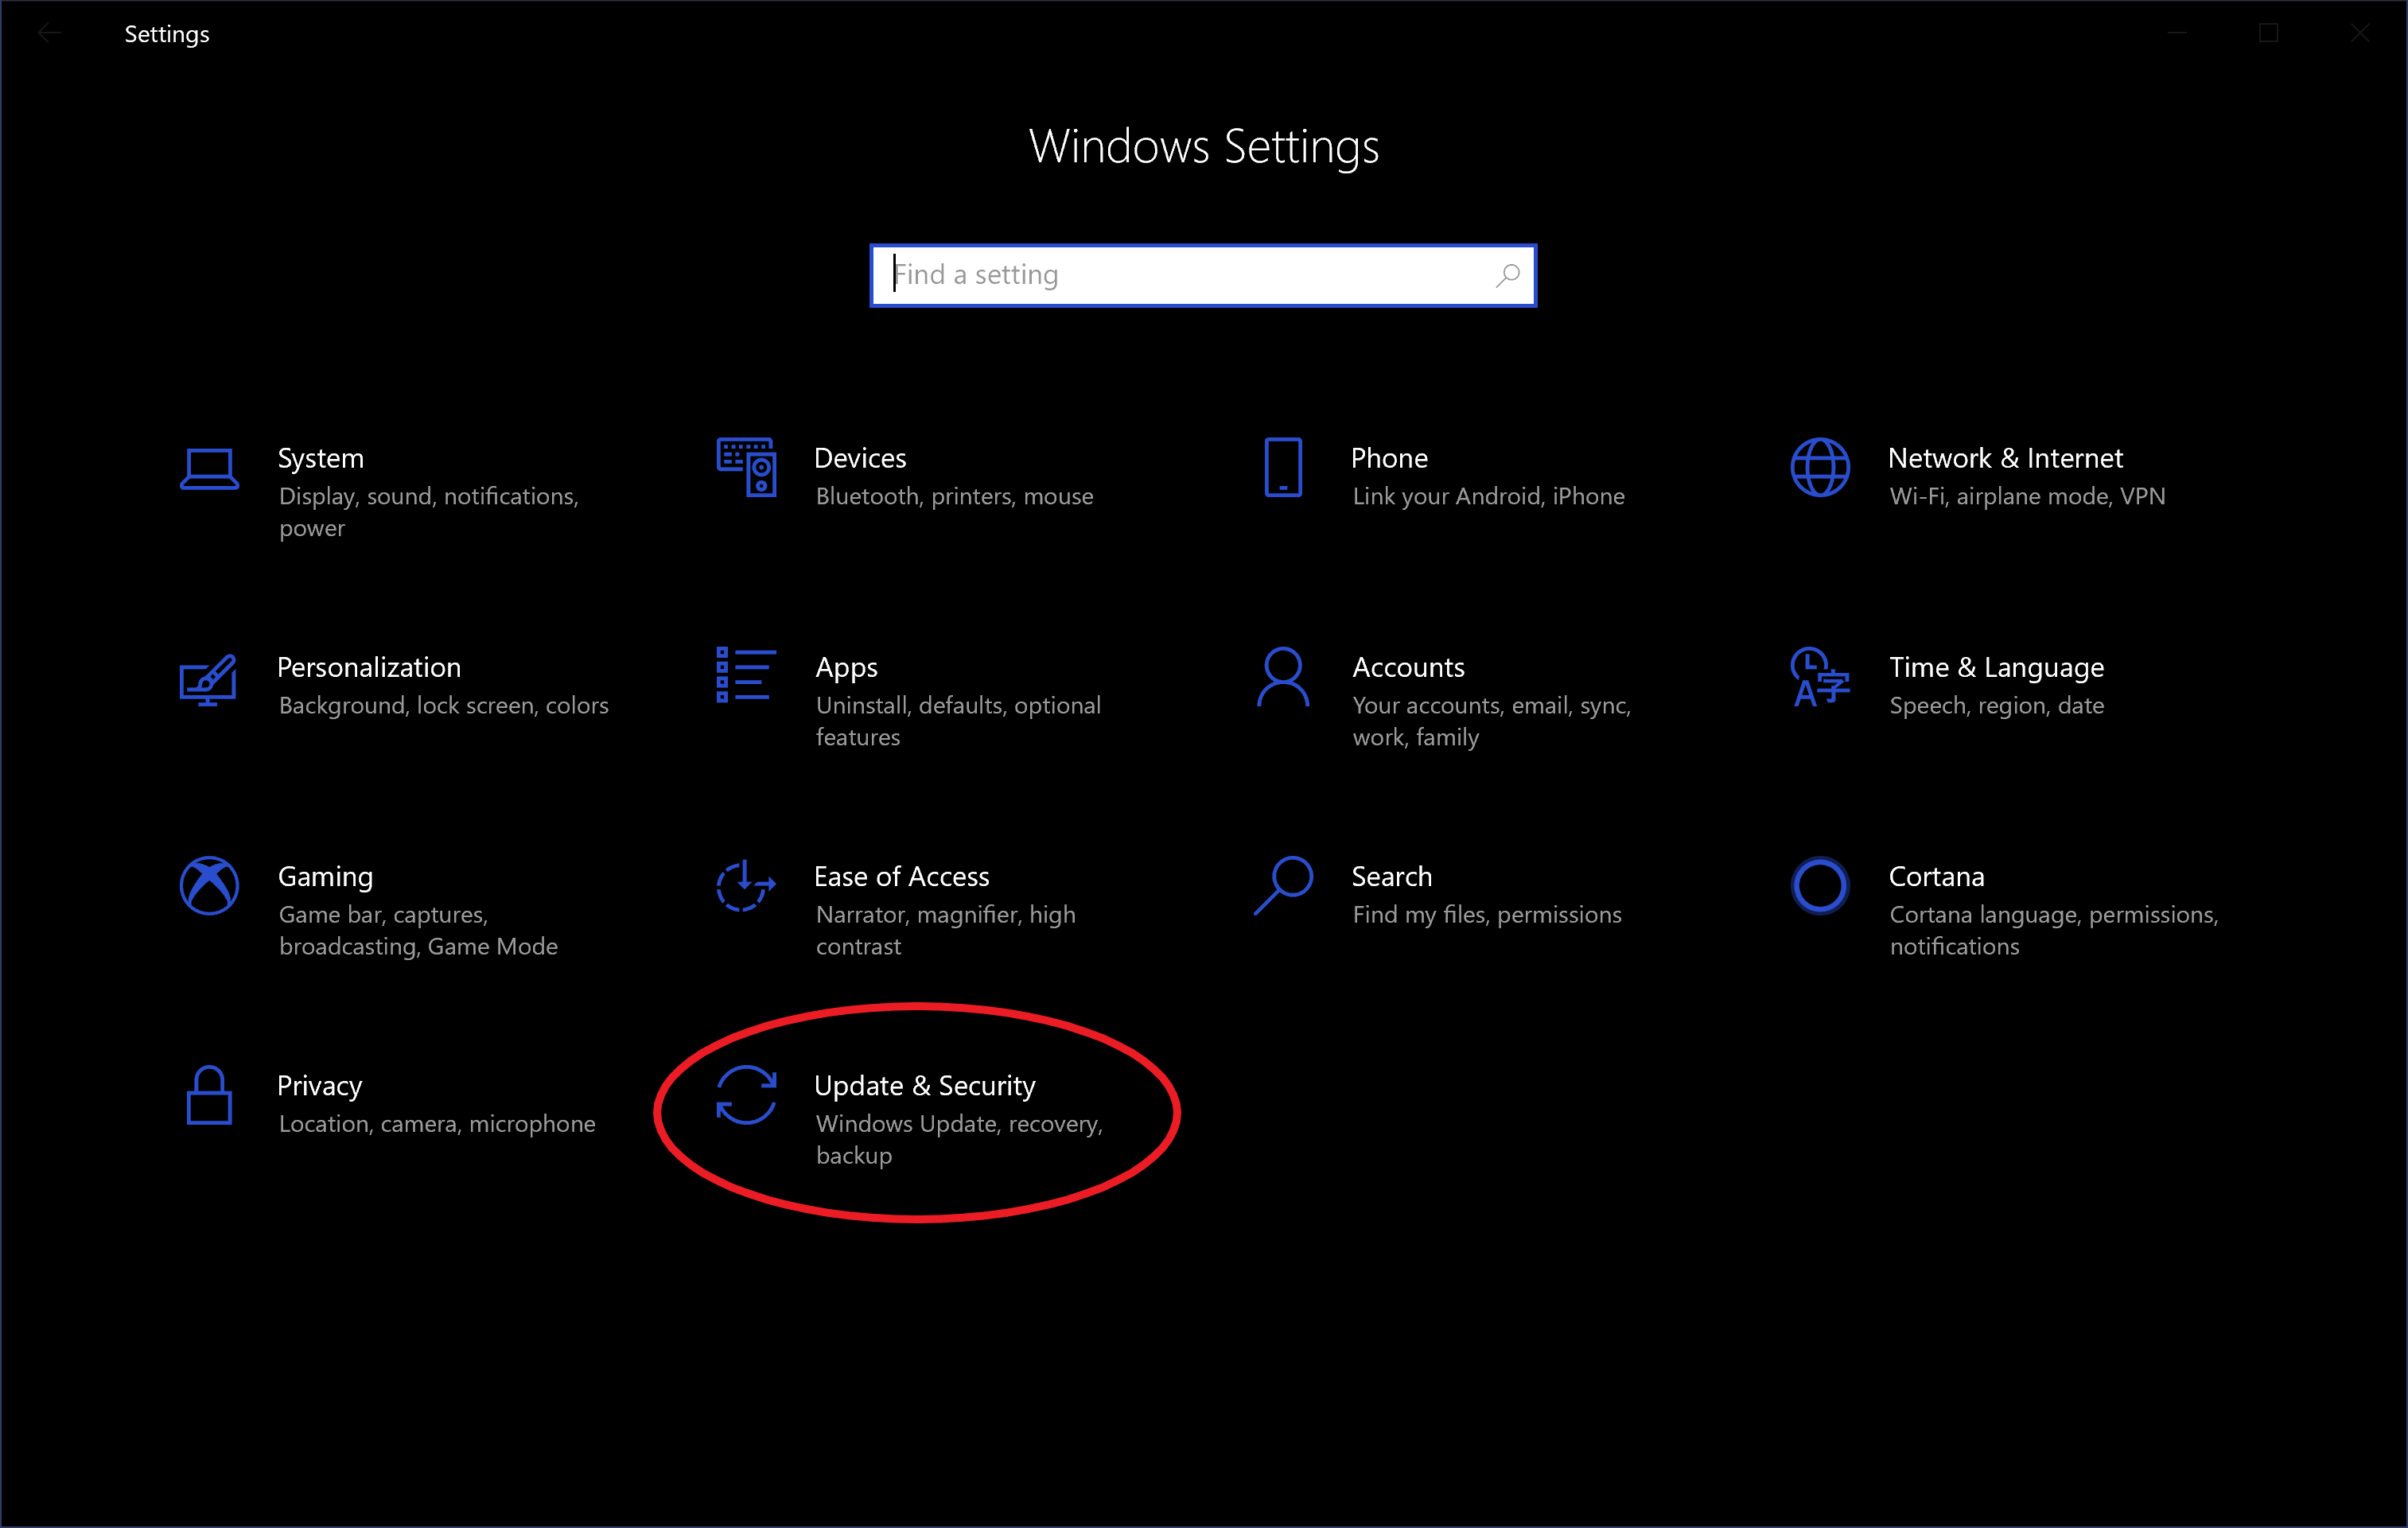 Settings
Windows Settings
Find a setting
System
Display, sound, notifications,
power
Devices
Bluetooth, printers, mouse
Phone
Link your Android, iPhone
Network & Internet
Wi-Fi, airplane mode, VPN
Personalization
Background, lock screen, colors
Apps
Uninstall, defaults, optional
features
Accounts
Your accounts, email, sync,
work, family
Time & Language
Speech, region, date
Gaming
Game bar, captures,
broadcasting, Game Mode
Ease of Access
Narrator, magnifier, high
contrast
Search
Find my files, permissions
Cortana
Cortana language, permissions,
notifications
Privacy
Location, camera, microphone
Update & Security
Windows Update, recovery,
backup